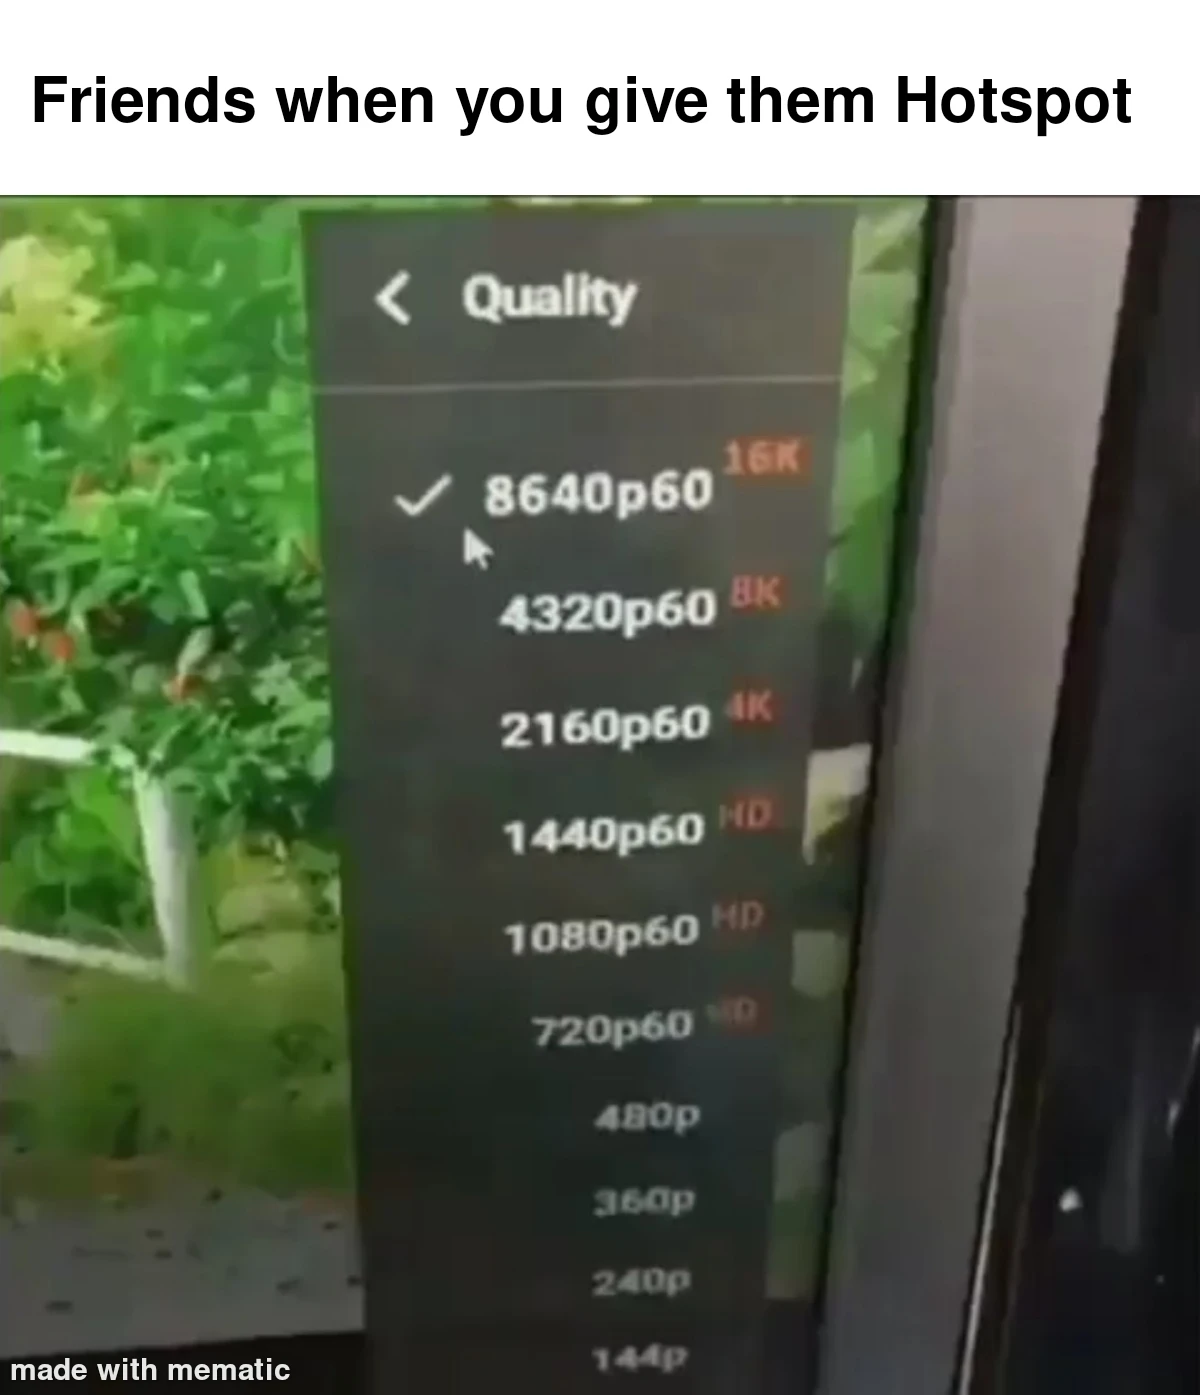 Friends when you give them Hotspot
Quality
8640p60 16K
4320p60 8K
2160p60 4K
1440p60 HD
1080p60 HD
720p60 HD
480p
360p
240p
144p
made with mematic